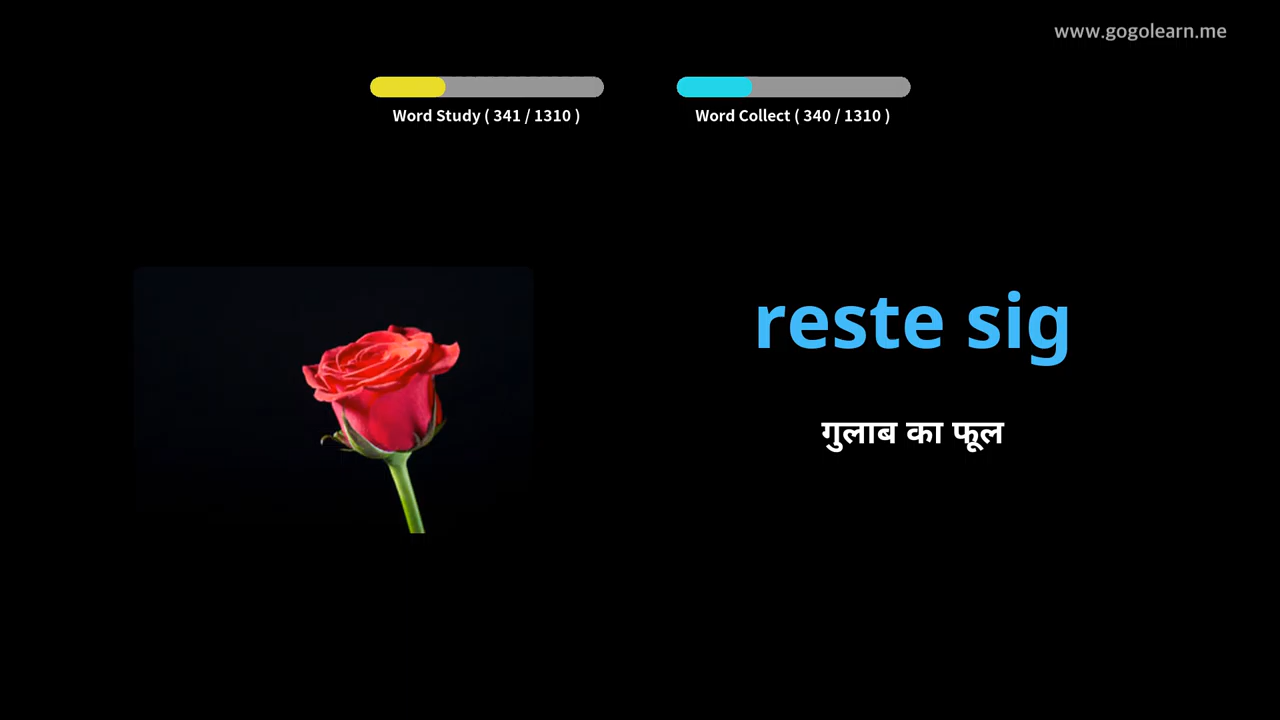 www.gogolearn.me
Word Study ( 341 / 1310 )
Word Collect ( 340 / 1310 )
reste sig
गुलाब का फूल